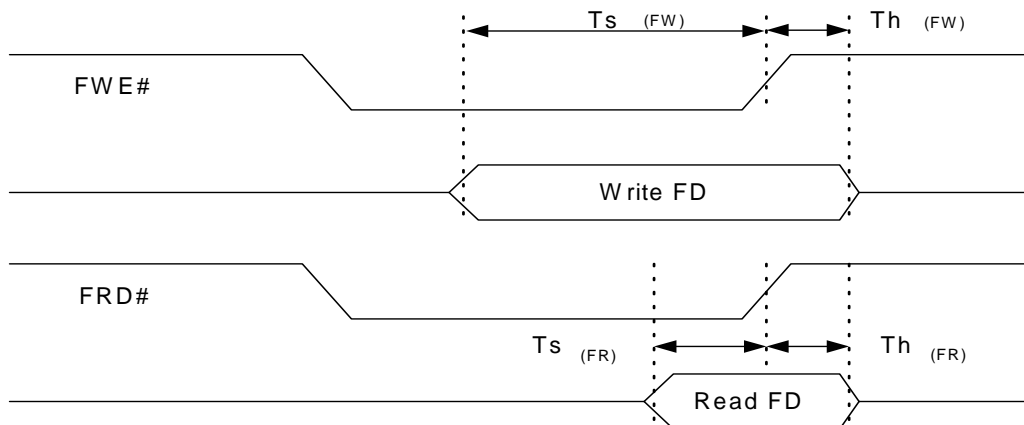 Ts (FW) Th (FW)
FWE#
Write FD
FRD#
Ts (FR) Th (FR)
Read FD